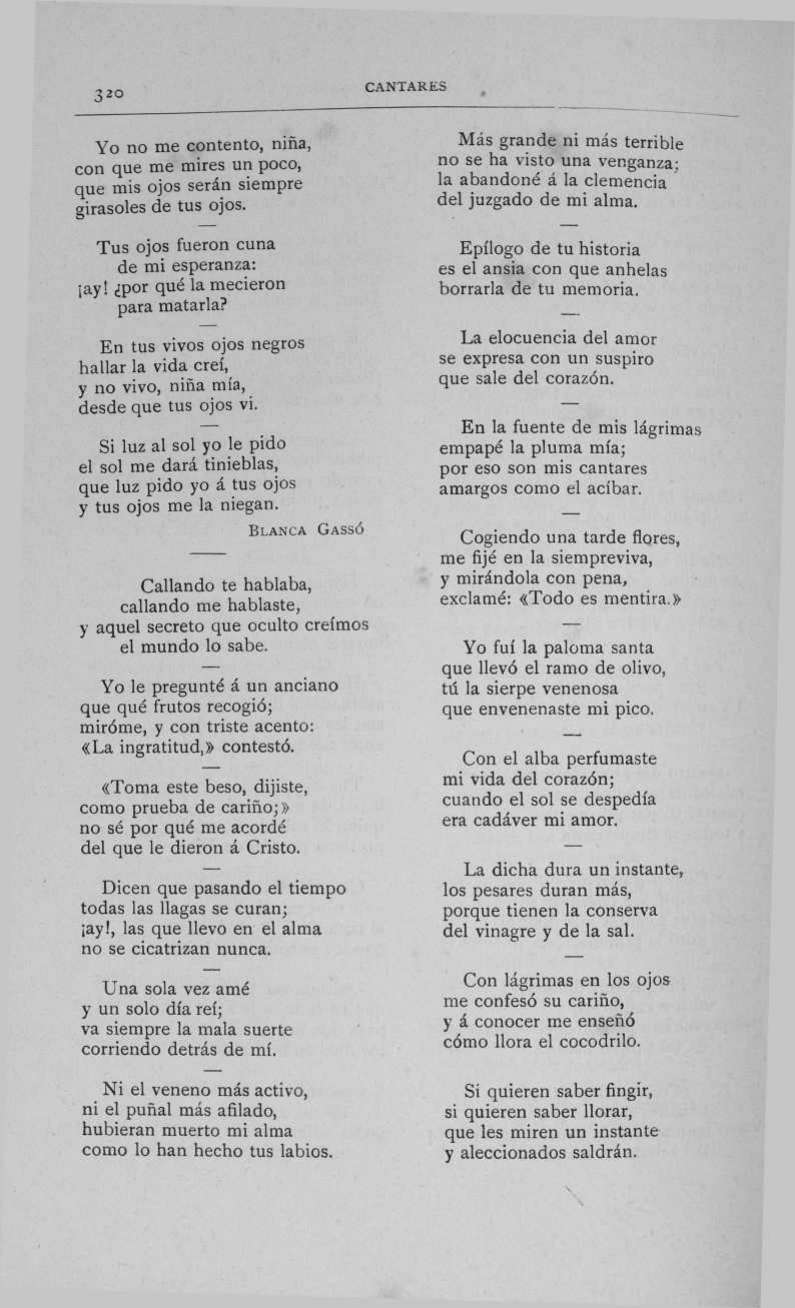 320
CANTARES
Yo no me contento, niña,
con que me mires un poco,
que mis ojos serán siempre
girasoles de tus ojos.
—
Tus ojos fueron cuna
de mi esperanza:
¡ay! ¿por qué la mecieron
para matarla?
—
En tus vivos ojos negros
hallar la vida creí,
y no vivo, niña mía,
desde que tus ojos vi.
—
Si luz al sol yo le pido
el sol me dará tinieblas,
que luz pido yo á tus ojos
y tus ojos me la niegan.
BLANCA GASSÓ
—
Callando te hablaba,
callando me hablaste,
y aquel secreto que oculto creímos
el mundo lo sabe.
—
Yo le pregunté á un anciano
que qué frutos recogió;
miróme, y con triste acento:
«La ingratitud,» contestó.
—
«Toma este beso, dijiste,
como prueba de cariño;»
no sé por qué me acordé
del que le dieron á Cristo.
—
Dicen que pasando el tiempo
todas las llagas se curan;
¡ay!, las que llevo en el alma
no se cicatrizan nunca.
—
Una sola vez amé
y un solo día reí;
va siempre la mala suerte
corriendo detrás de mí.
—
Ni el veneno más activo,
ni el puñal más afilado,
hubieran muerto mi alma
como lo han hecho tus labios.
Más grande ni más terrible
no se ha visto una venganza;
la abandoné á la clemencia
del juzgado de mi alma.
—
Epílogo de tu historia
es el ansia con que anhelas
borrarla de tu memoria.
—
La elocuencia del amor
se expresa con un suspiro
que sale del corazón.
—
En la fuente de mis lágrimas
empapé la pluma mía;
por eso son mis cantares
amargos como el acíbar.
—
Cogiendo una tarde flores,
me fijé en la siempreviva,
y mirándola con pena,
exclamé: «Todo es mentira.»
—
Yo fuí la paloma santa
que llevó el ramo de olivo,
tú la sierpe venenosa
que envenenaste mi pico.
—
Con el alba perfumaste
mi vida del corazón;
cuando el sol se despedía
era cadáver mi amor.
—
La dicha dura un instante,
los pesares duran más,
porque tienen la conserva
del vinagre y de la sal.
—
Con lágrimas en los ojos
me confesó su cariño,
y á conocer me enseñó
cómo llora el cocodrilo.
Si quieren saber fingir,
si quieren saber llorar,
que les miren un instante
y aleccionados saldrán.